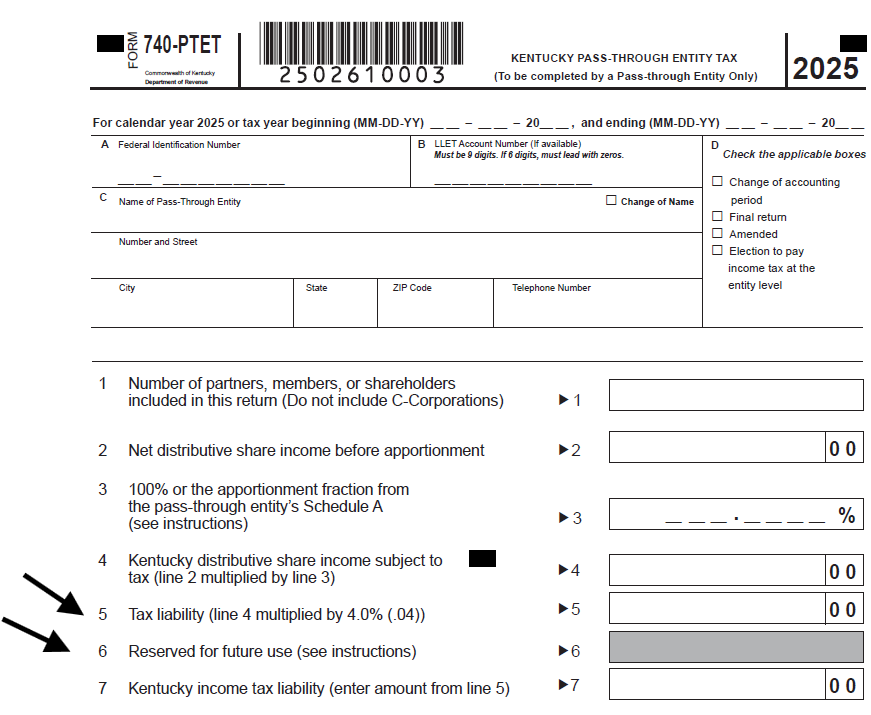 FORM 740-PTET
Commonwealth of Kentucky
Department of Revenue
2502610003
KENTUCKY PASS-THROUGH ENTITY TAX
(To be completed by a Pass-through Entity Only)
2025
For calendar year 2025 or tax year beginning (MM-DD-YY) __ __ – __ __ – 20__ __ , and ending (MM-DD-YY) __ __ – __ __ – 20__ __
A Federal Identification Number
__ __ – __ __ __ __ __ __ __
B LLET Account Number (If available)
Must be 9 digits. If 6 digits, must lead with zeros.
__ __ __ __ __ __ __ __ __
D Check the applicable boxes
☐ Change of accounting
period
☐ Final return
☐ Amended
☐ Election to pay
income tax at the
entity level
C Name of Pass-Through Entity
☐ Change of Name
Number and Street
City State ZIP Code Telephone Number
1 Number of partners, members, or shareholders
included in this return (Do not include C-Corporations) ▶1
2 Net distributive share income before apportionment ▶2 00
3 100% or the apportionment fraction from
the pass-through entity's Schedule A
(see instructions) ▶3 __ __ __ . __ __ __ __ %
4 Kentucky distributive share income subject to
tax (line 2 multiplied by line 3) ▶4 00
5 Tax liability (line 4 multiplied by 4.0% (.04)) ▶5 00
6 Reserved for future use (see instructions) ▶6
7 Kentucky income tax liability (enter amount from line 5) ▶7 00